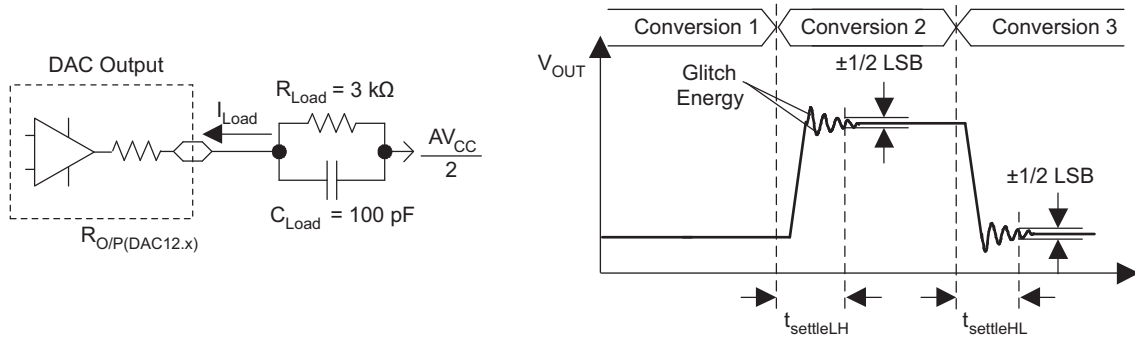 DAC Output
I_Load
R_Load = 3 kΩ
C_Load = 100 pF
AV_CC
2
R_O/P(DAC12.x)
Conversion 1
Conversion 2
Conversion 3
V_OUT
Glitch
Energy
±1/2 LSB
±1/2 LSB
t_settleLH
t_settleHL